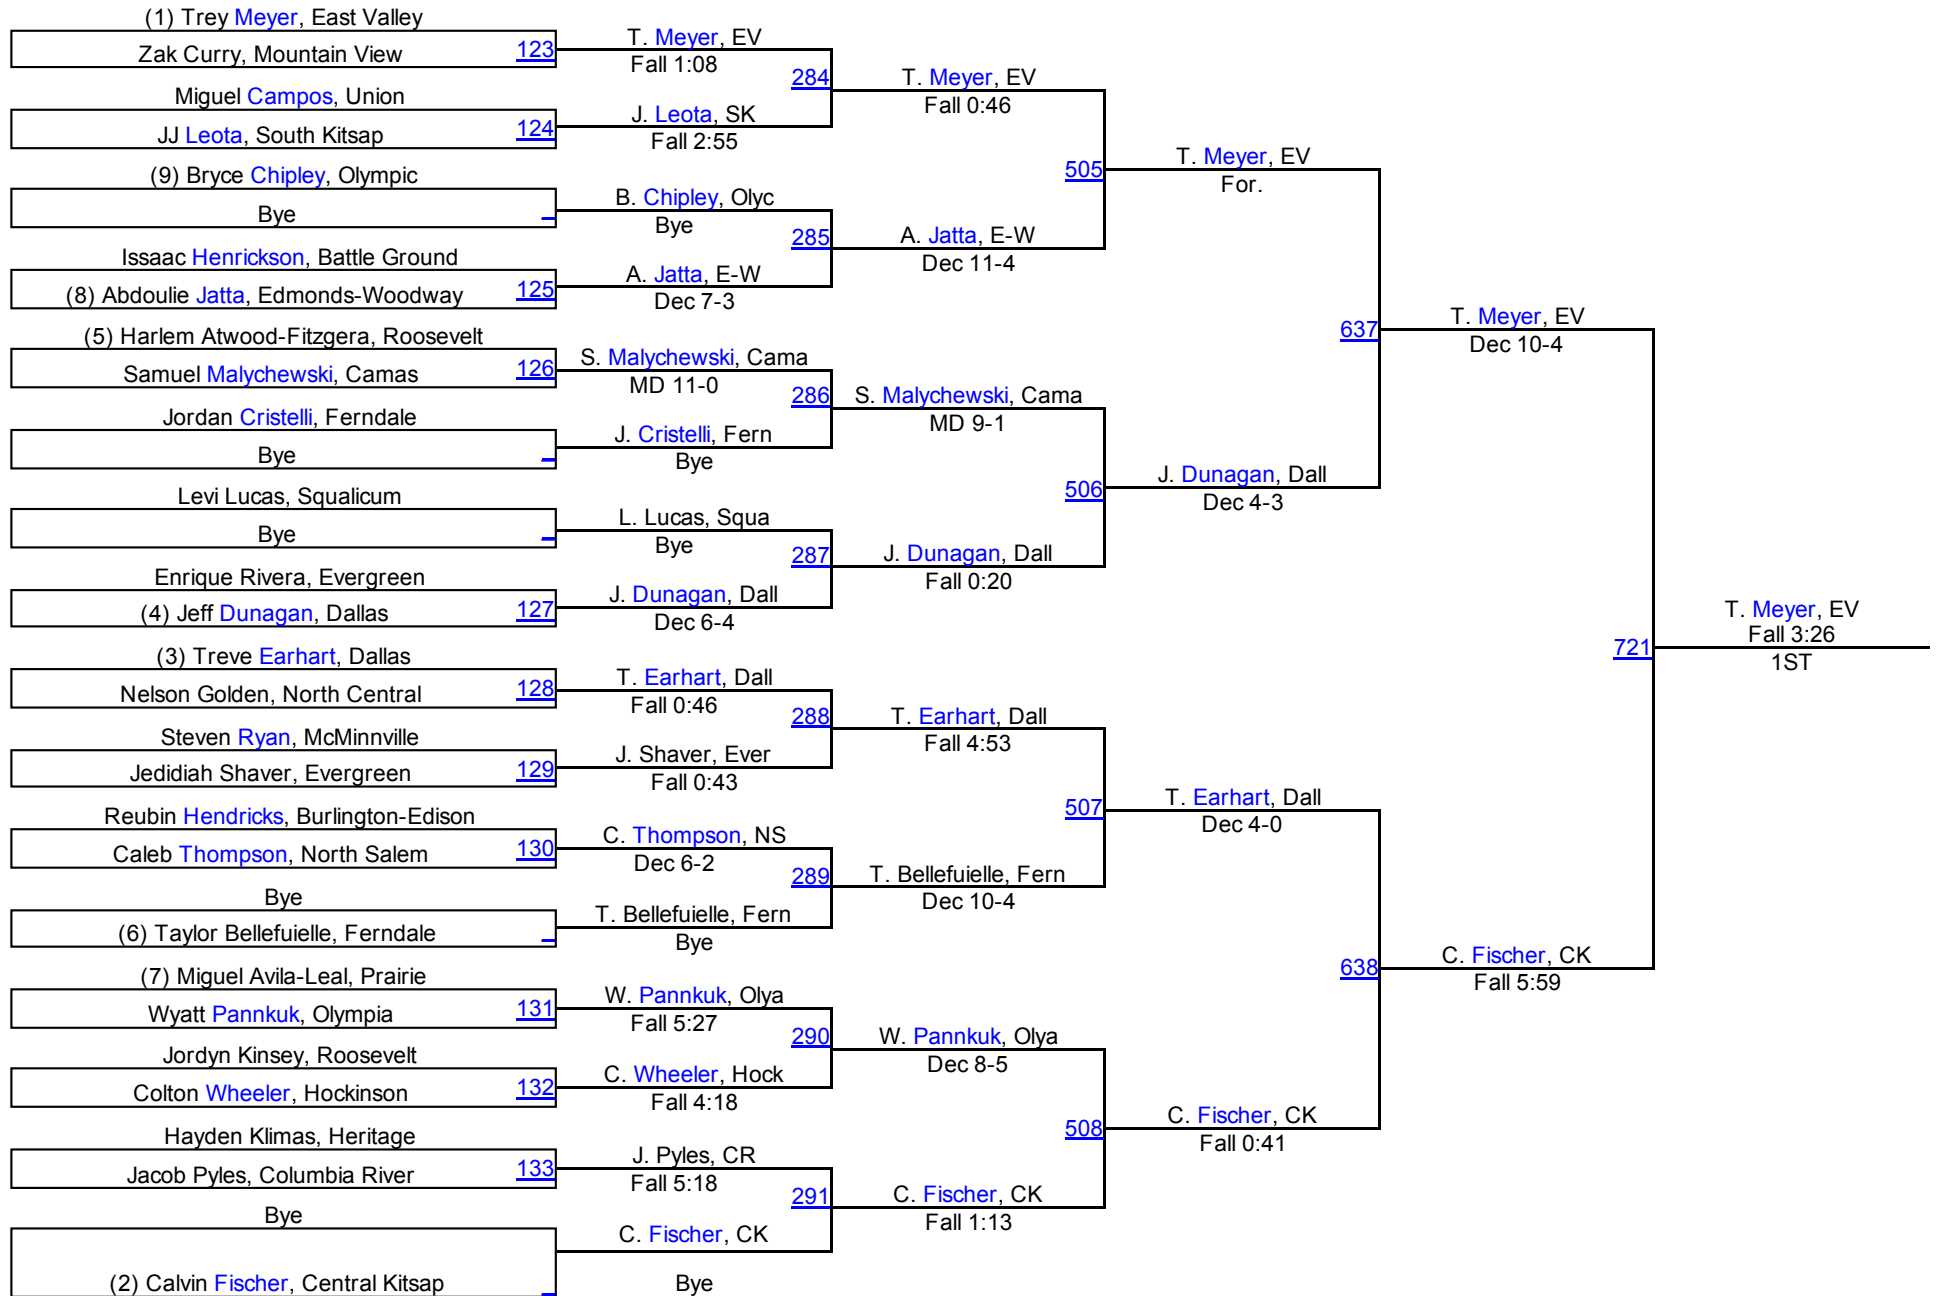 (1) Trey Meyer, East Valley
Zak Curry, Mountain View
123
Miguel Campos, Union
JJ Leota, South Kitsap
124
(9) Bryce Chipley, Olympic
Bye
Issaac Henrickson, Battle Ground
(8) Abdoulie Jatta, Edmonds-Woodway
125
(5) Harlem Atwood-Fitzgera, Roosevelt
Samuel Malychewski, Camas
126
Jordan Cristelli, Ferndale
Bye
Levi Lucas, Squalicum
Bye
Enrique Rivera, Evergreen
(4) Jeff Dunagan, Dallas
127
(3) Treve Earhart, Dallas
Nelson Golden, North Central
128
Steven Ryan, McMinnville
Jedidiah Shaver, Evergreen
129
Reubin Hendricks, Burlington-Edison
Caleb Thompson, North Salem
130
Bye
(6) Taylor Bellefuielle, Ferndale
(7) Miguel Avila-Leal, Prairie
Wyatt Pannkuk, Olympia
131
Jordyn Kinsey, Roosevelt
Colton Wheeler, Hockinson
132
Hayden Klimas, Heritage
Jacob Pyles, Columbia River
133
Bye
(2) Calvin Fischer, Central Kitsap
T. Meyer, EV
Fall 1:08
284
J. Leota, SK
Fall 2:55
B. Chipley, Olyc
Bye
285
A. Jatta, E-W
Dec 7-3
S. Malychewski, Cama
MD 11-0
286
J. Cristelli, Fern
Bye
L. Lucas, Squa
Bye
287
J. Dunagan, Dall
Dec 6-4
T. Earhart, Dall
Fall 0:46
288
J. Shaver, Ever
Fall 0:43
C. Thompson, NS
Dec 6-2
289
T. Bellefuielle, Fern
Bye
W. Pannkuk, Olya
Fall 5:27
290
C. Wheeler, Hock
Fall 4:18
J. Pyles, CR
Fall 5:18
291
C. Fischer, CK
Bye
T. Meyer, EV
Fall 0:46
505
A. Jatta, E-W
Dec 11-4
S. Malychewski, Cama
MD 9-1
506
J. Dunagan, Dall
Fall 0:20
T. Earhart, Dall
Fall 4:53
507
T. Bellefuielle, Fern
Dec 10-4
W. Pannkuk, Olya
Dec 8-5
508
C. Fischer, CK
Fall 1:13
T. Meyer, EV
For.
637
J. Dunagan, Dall
Dec 4-3
T. Earhart, Dall
Dec 4-0
638
C. Fischer, CK
Fall 0:41
T. Meyer, EV
Dec 10-4
721
C. Fischer, CK
Fall 5:59
T. Meyer, EV
Fall 3:26
1ST